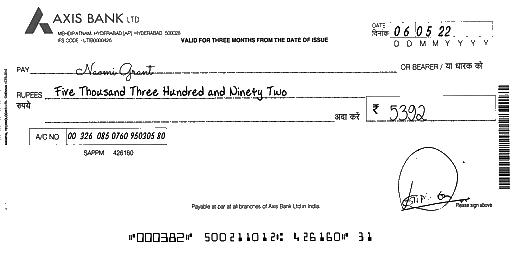 AXIS BANK LTD
MEHDIPATNAM, HYDERABAD [AP] - HYDERABAD 500028
IFS CODE - UTIB0000426
VALID FOR THREE MONTHS FROM THE DATE OF ISSUE
DATE
दिनांक 06 05 22
D D M M Y Y Y Y
PAY Naomi Grant OR BEARER / या धारक को
RUPEES Five Thousand Three Hundred and Ninety Two
रुपये अदा करें ₹ 5392
A/C NO 00 326 085 0760 950305 80
SAPPM 426160
Payable at par at all branches of Axis Bank Ltd in India.
Please sign above
"000382" 500211012: 426160" 31